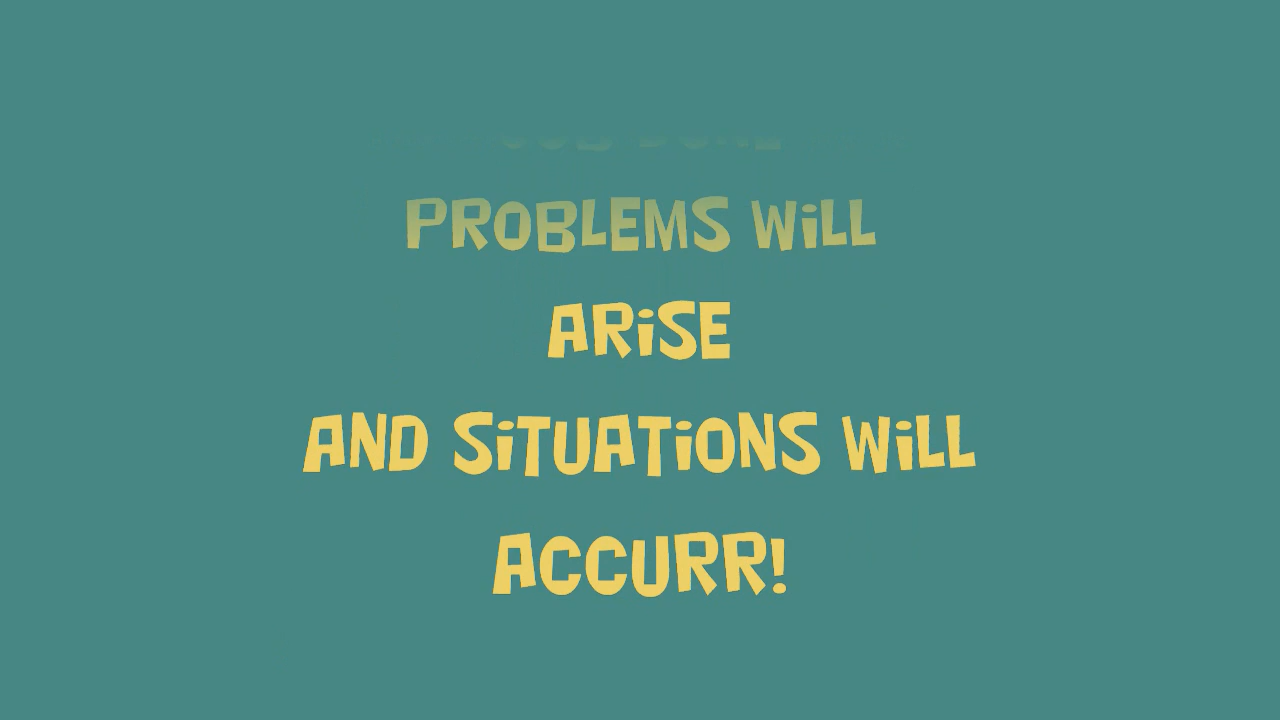 PROBLEMS WiLL
ARiSE
AND SiTUATiONS WiLL
ACCURR!